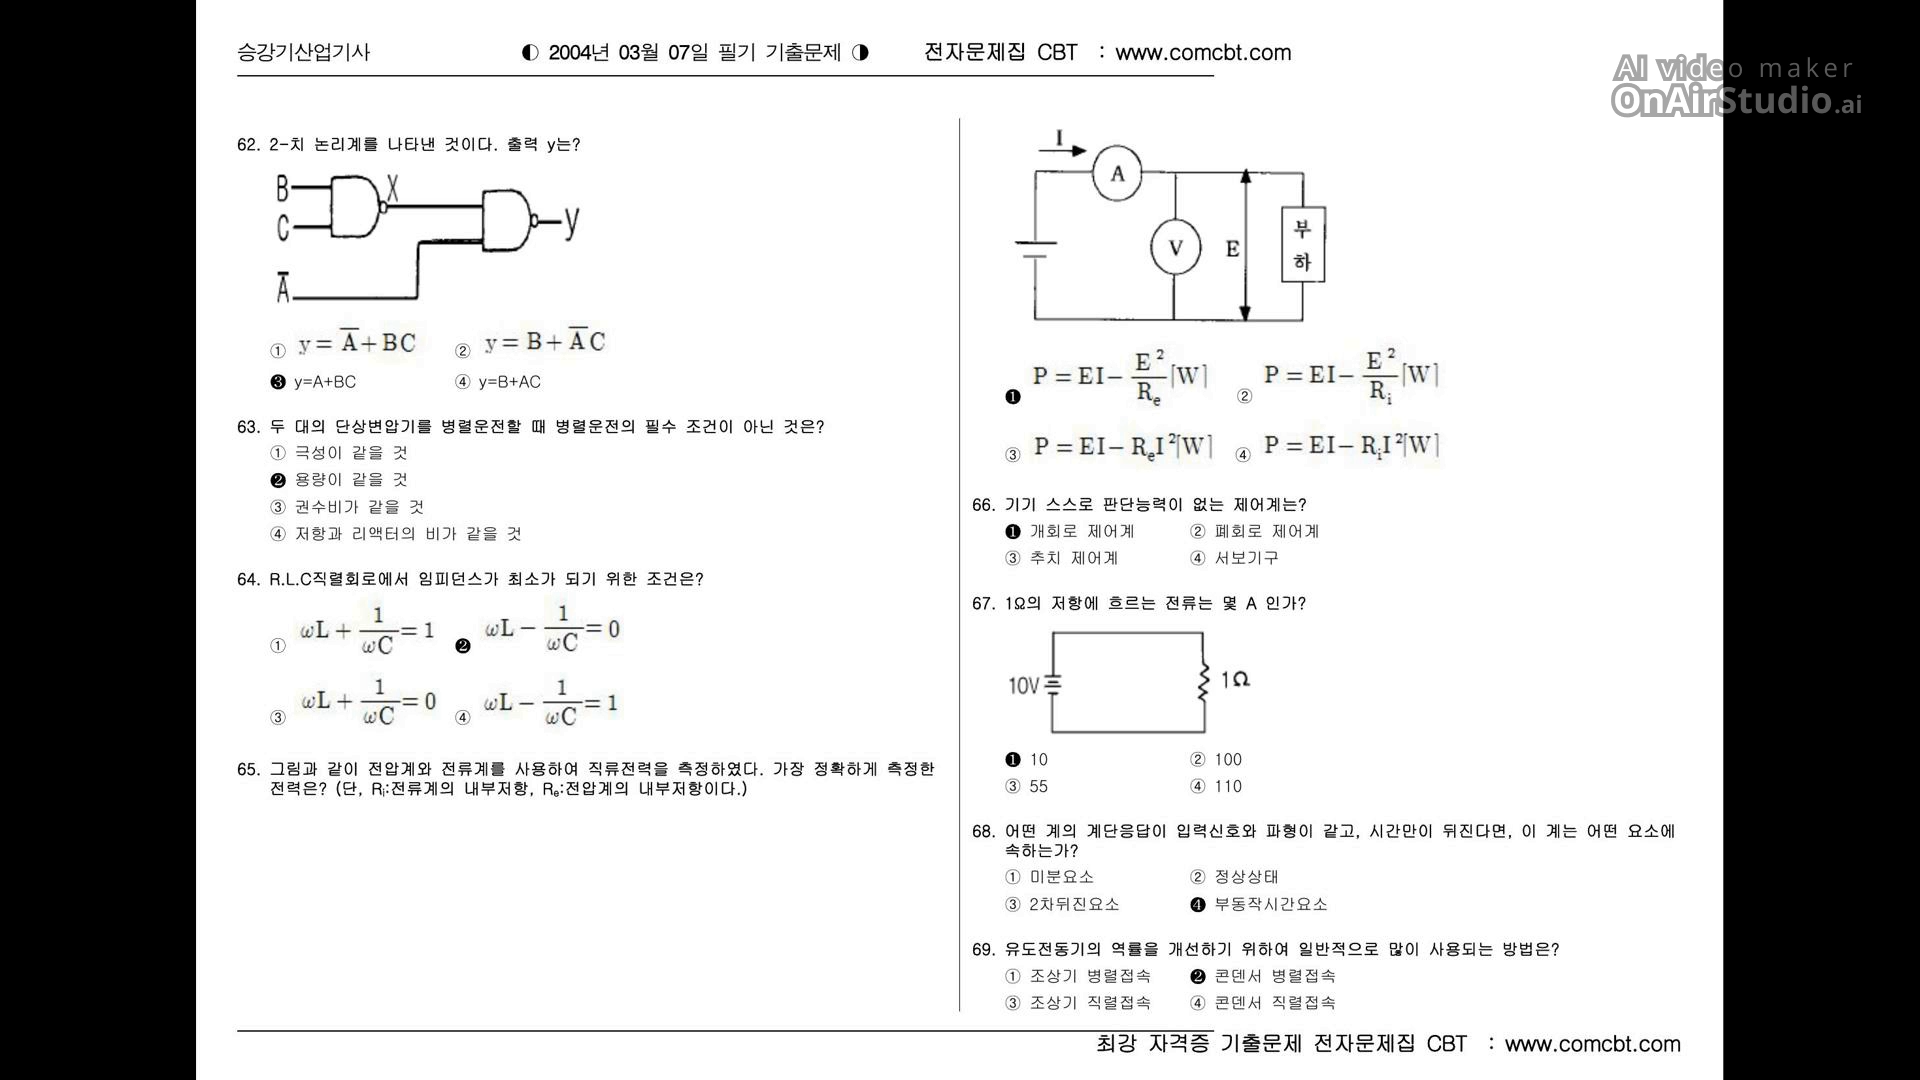 승강기산업기사 ◐ 2004년 03월 07일 필기 기출문제 ◑ 전자문제집 CBT : www.comcbt.com
AI video maker
OnAirStudio.ai
62. 2-치 논리계를 나타낸 것이다. 출력 y는?
B
X
C
y
A̅
① y = A̅ + BC ② y = B + A̅ C
❸ y=A+BC ④ y=B+AC
63. 두 대의 단상변압기를 병렬운전할 때 병렬운전의 필수 조건이 아닌 것은?
① 극성이 같을 것
❷ 용량이 같을 것
③ 권수비가 같을 것
④ 저항과 리액터의 비가 같을 것
64. R.L.C직렬회로에서 임피던스가 최소가 되기 위한 조건은?
① ωL + 1/ωC = 1 ❷ ωL − 1/ωC = 0
③ ωL + 1/ωC = 0 ④ ωL − 1/ωC = 1
65. 그림과 같이 전압계와 전류계를 사용하여 직류전력을 측정하였다. 가장 정확하게 측정한
전력은? (단, Ri:전류계의 내부저항, Re:전압계의 내부저항이다.)
I
A
V
E
부
하
❶ P = EI − E²/Re [W] ② P = EI − E²/Ri [W]
③ P = EI − ReI² [W] ④ P = EI − RiI² [W]
66. 기기 스스로 판단능력이 없는 제어계는?
❶ 개회로 제어계 ② 폐회로 제어계
③ 추치 제어계 ④ 서보기구
67. 1Ω의 저항에 흐르는 전류는 몇 A 인가?
10V
1Ω
❶ 10 ② 100
③ 55 ④ 110
68. 어떤 계의 계단응답이 입력신호와 파형이 같고, 시간만이 뒤진다면, 이 계는 어떤 요소에
속하는가?
① 미분요소 ② 정상상태
③ 2차뒤진요소 ❹ 부동작시간요소
69. 유도전동기의 역률을 개선하기 위하여 일반적으로 많이 사용되는 방법은?
① 조상기 병렬접속 ❷ 콘덴서 병렬접속
③ 조상기 직렬접속 ④ 콘덴서 직렬접속
최강 자격증 기출문제 전자문제집 CBT : www.comcbt.com